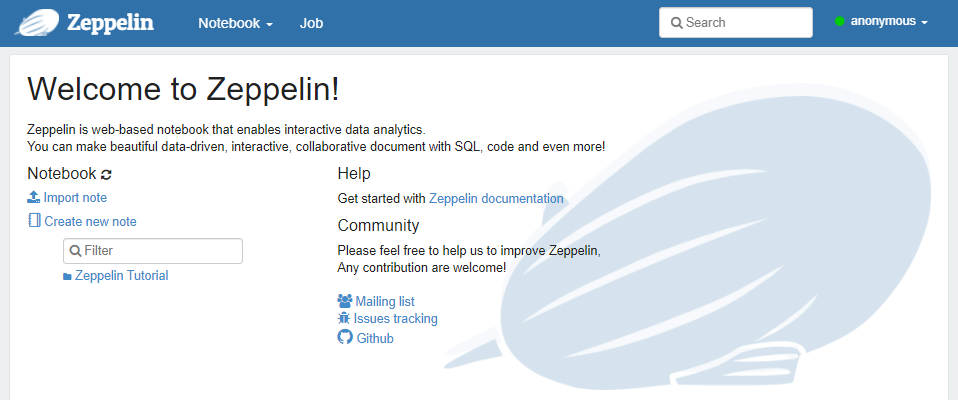 Zeppelin
Notebook
Job
Search
anonymous
Welcome to Zeppelin!
Zeppelin is web-based notebook that enables interactive data analytics.
You can make beautiful data-driven, interactive, collaborative document with SQL, code and even more!
Notebook
Import note
Create new note
Filter
Zeppelin Tutorial
Help
Get started with Zeppelin documentation
Community
Please feel free to help us to improve Zeppelin,
Any contribution are welcome!
Mailing list
Issues tracking
Github